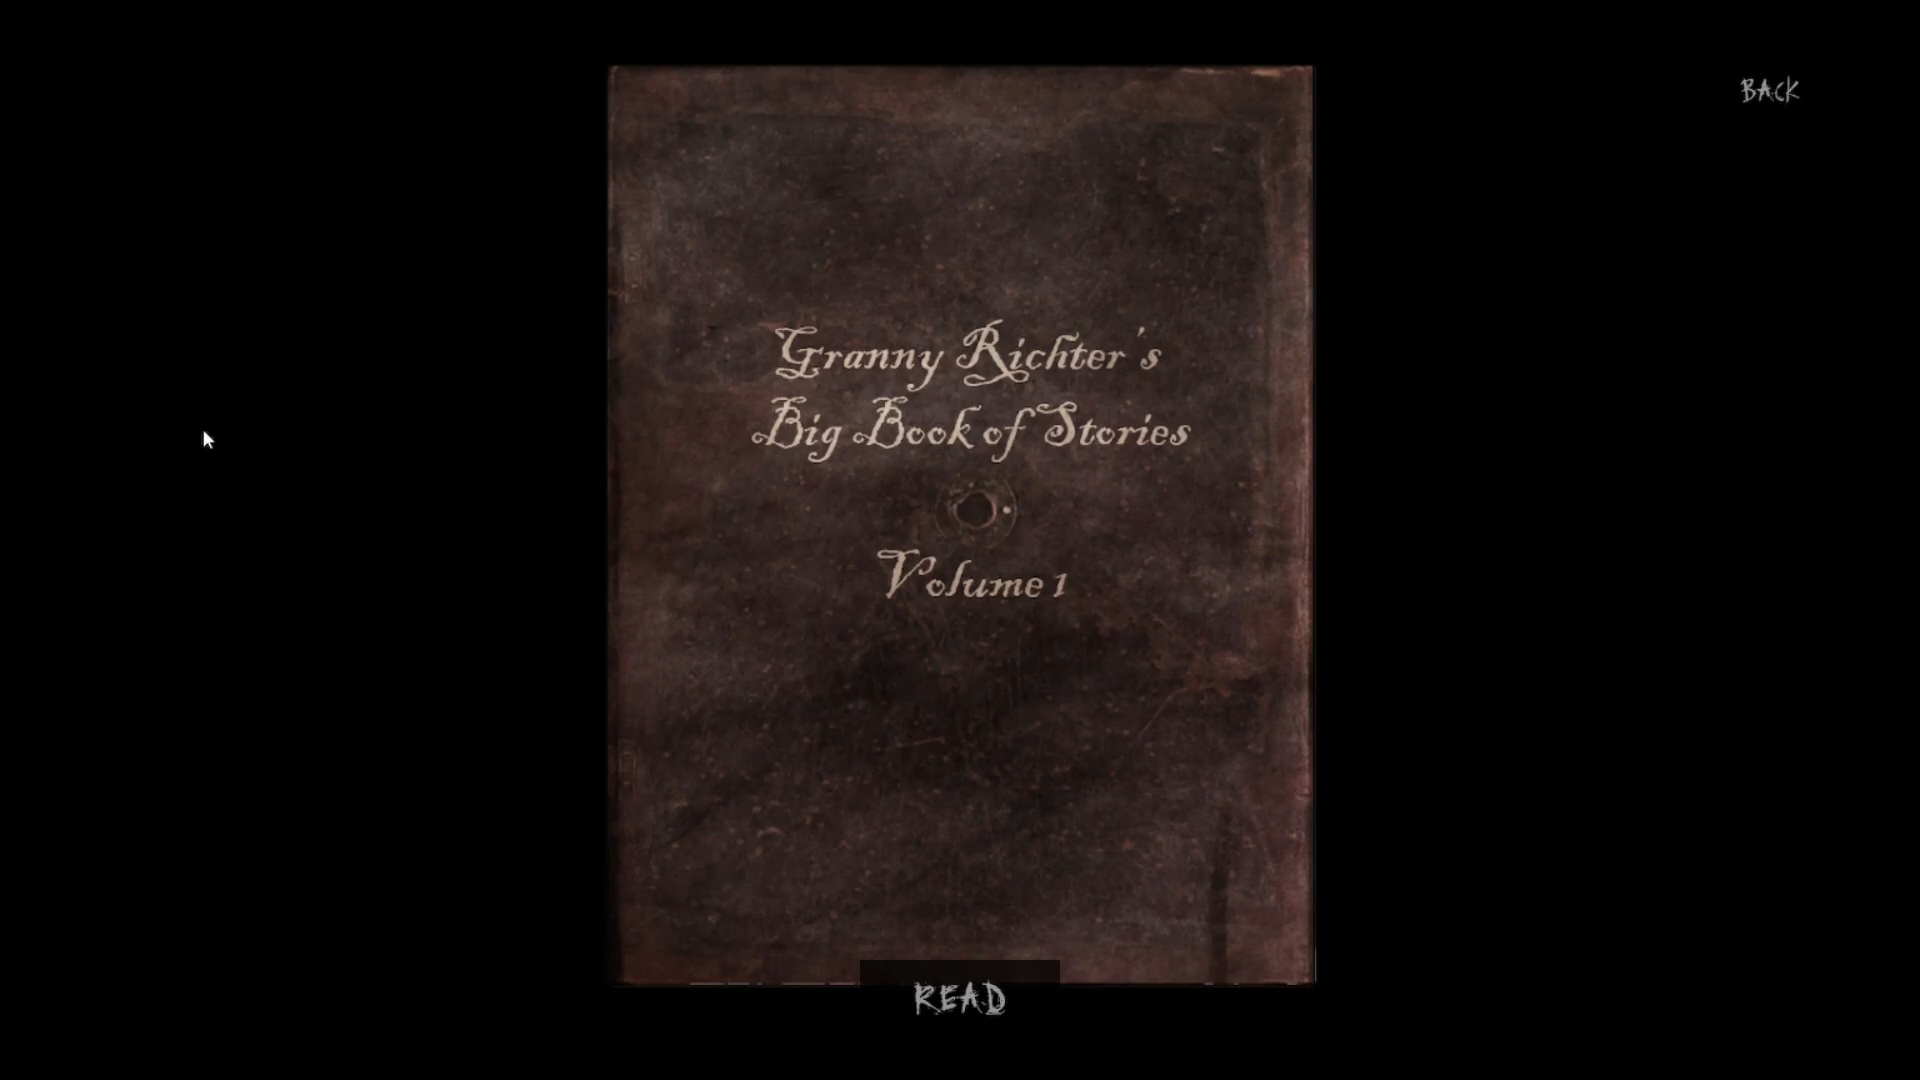 BACK
Granny Richter's
Big Book of Stories
Volume 1
READ